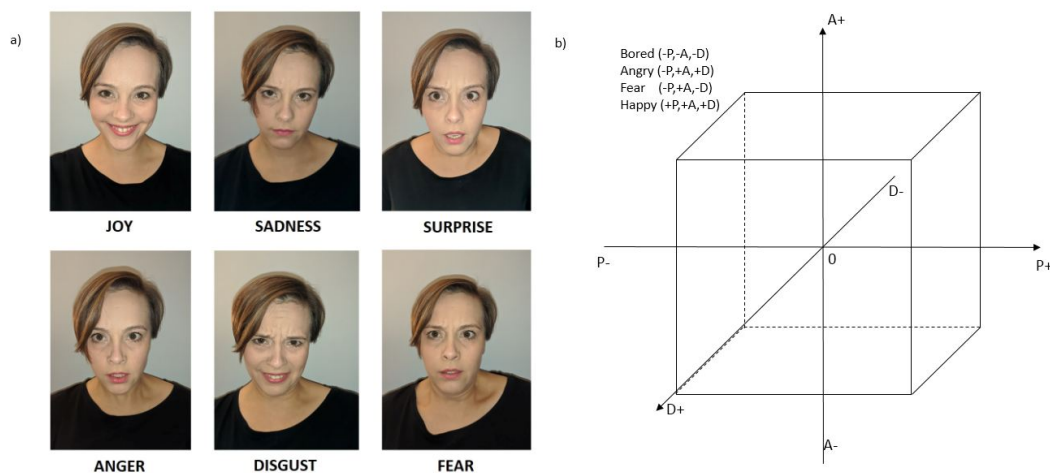 a)
JOY
SADNESS
SURPRISE
ANGER
DISGUST
FEAR
b)
Bored (-P,-A,-D)
Angry (-P,+A,+D)
Fear (-P,+A,-D)
Happy (+P,+A,+D)
A+
D-
P-
0
P+
D+
A-